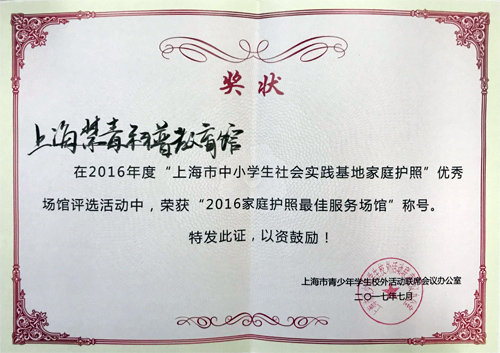 奖状
上海禁毒科普教育馆
在2016年度“上海市中小学生社会实践基地家庭护照”优秀
场馆评选活动中，荣获“2016家庭护照最佳服务场馆”称号。
特发此证，以资鼓励！
上海市青少年学生校外活动联席会议办公室
二〇一七年七月